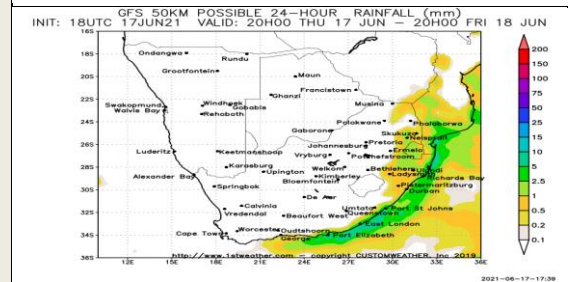 GFS 50KM POSSIBLE 24-HOUR RAINFALL (mm)
INIT: 18UTC 17JUN21 VALID: 20H00 THU 17 JUN - 20H00 FRI 18 JUN
16S
Ondangwa
Rundu
18S
Grootfontein
Maun
20S
Francistown
Ghanzi
22S
Windhoek
Gobabis
Musina
Swakopmund
Walvis Bay
Rehoboth
Polokwane
Phalaborwa
24S
Gaborone
Skukuza
Nelspruit
Pretoria
Johannesburg
Luderitz
Keetmanshoop
Vryburg
Potchefstroom
Ermelo
26S
Karasburg
Upington
Welkom
Bethlehem
Ladysmith
Ulundi
28S
Alexander Bay
Kimberley
Richards Bay
Bloemfontein
Springbok
Pietermaritzburg
Durban
30S
De Aar
Calvinia
Umtata
Port St Johns
Vredendal
Beaufort West
Queenstown
32S
East London
Worcester
Oudtshoorn
Cape Town
George
Port Elizabeth
34S
http://www.1stweather.com - copyright CUSTOMWEATHER, Inc 2019
36S
12E 15E 18E 21E 24E 27E 30E 33E 36E
200
150
100
75
50
25
15
10
5
2.5
1
0.5
0.2
0.1
2021-06-17-17:39